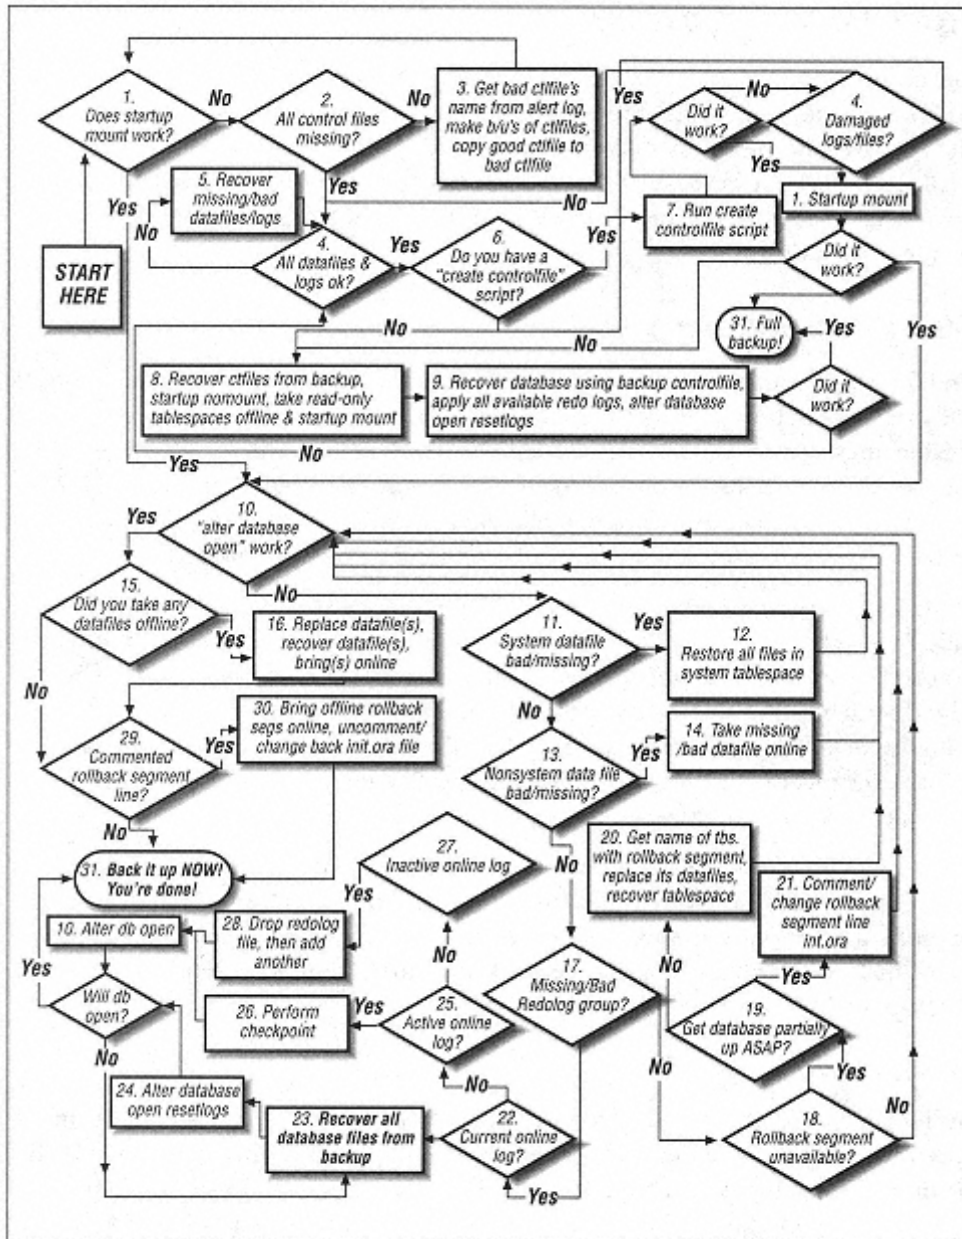 1.
Does startup
mount work?
No
2.
All control files
missing?
No
3. Get bad ctlfile's
name from alert log,
make b/u's of ctlfiles,
copy good ctlfile to
bad ctlfile
Yes
Did it
work?
No
4.
Damaged
logs/files?
Yes
Yes
5. Recover
missing/bad
datafiles/logs
Yes
7. Run create
controlfile script
1. Startup mount
No
START
HERE
4.
All datafiles &
logs ok?
Yes
6.
Do you have a
"create controlfile"
script?
Yes
Did it
work?
31. Full
backup!
Yes
Yes
No
No
8. Recover ctfiles from backup,
startup nomount, take read-only
tablespaces offline & startup mount
9. Recover database using backup controlfile,
apply all available redo logs, alter database
open resetlogs
Did it
work?
No
Yes
Yes
10.
"alter database
open" work?
No
15.
Did you take any
datafiles offline?
Yes
16. Replace datafile(s),
recover datafile(s),
bring(s) online
11.
System datafile
bad/missing?
Yes
12.
Restore all files in
system tablespace
No
No
30. Bring offline rollback
segs online, uncomment/
change back init.ora file
14. Take missing
/bad datafile online
29.
Commented
rollback segment
line?
Yes
13.
Nonsystem data file
bad/missing?
Yes
No
27.
Inactive online log
No
20. Get name of tbs.
with rollback segment,
replace its datafiles,
recover tablespace
31. Back it up NOW!
You're done!
Yes
21. Comment/
change rollback
segment line
int.ora
10. Alter db open
28. Drop redolog
file, then add
another
No
17.
Missing/Bad
Redolog group?
No
Yes
Yes
Will db
open?
26. Perform
checkpoint
Yes
25.
Active online
log?
19.
Get database partially
up ASAP?
No
No
No
Yes
24. Alter database
open resetlogs
23. Recover all
database files from
backup
22.
Current online
log?
Yes
18.
Rollback segment
unavailable?
No